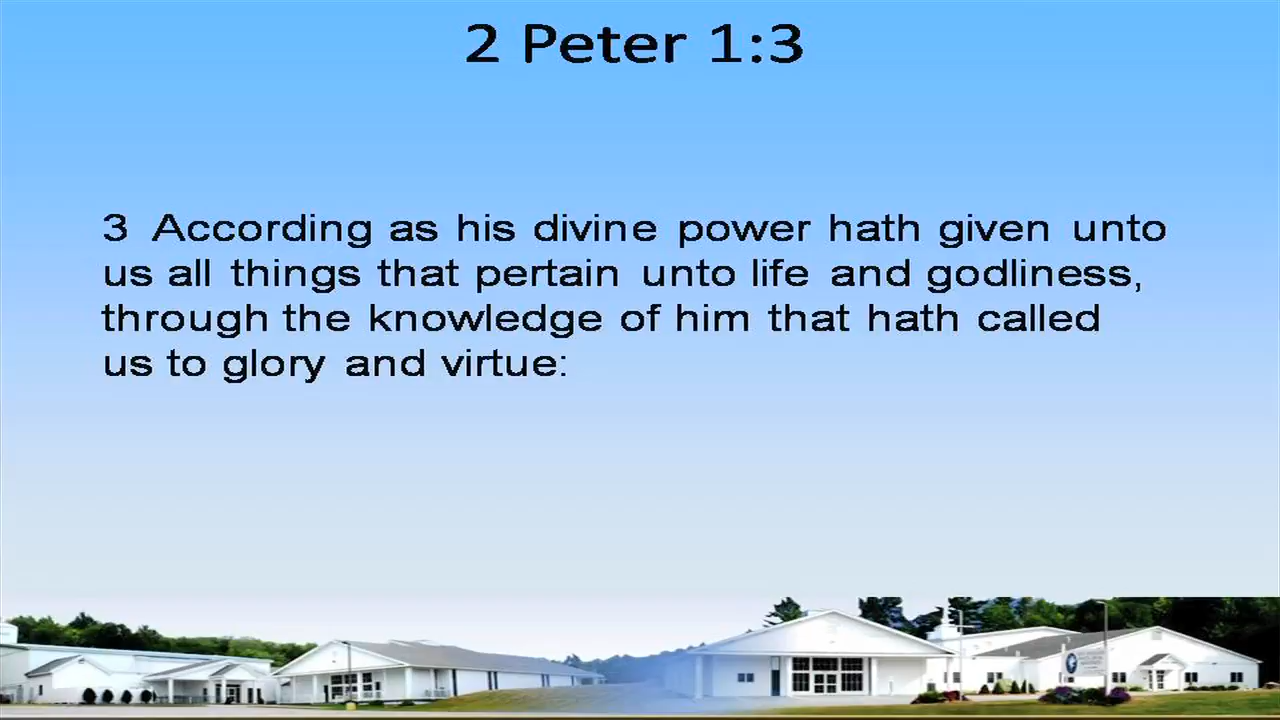 2 Peter 1:3
3 According as his divine power hath given unto
us all things that pertain unto life and godliness,
through the knowledge of him that hath called
us to glory and virtue: